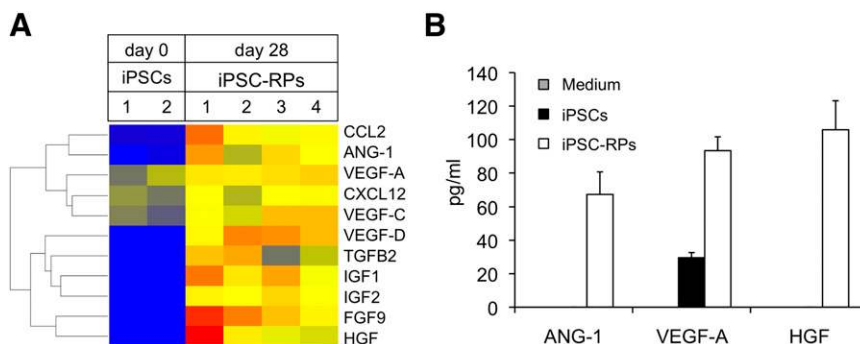 A
day 0 day 28
iPSCs iPSC-RPs
1 2 1 2 3 4
CCL2
ANG-1
VEGF-A
CXCL12
VEGF-C
VEGF-D
TGFB2
IGF1
IGF2
FGF9
HGF
B
Medium
iPSCs
iPSC-RPs
pg/ml
140
120
100
80
60
40
20
0
ANG-1 VEGF-A HGF